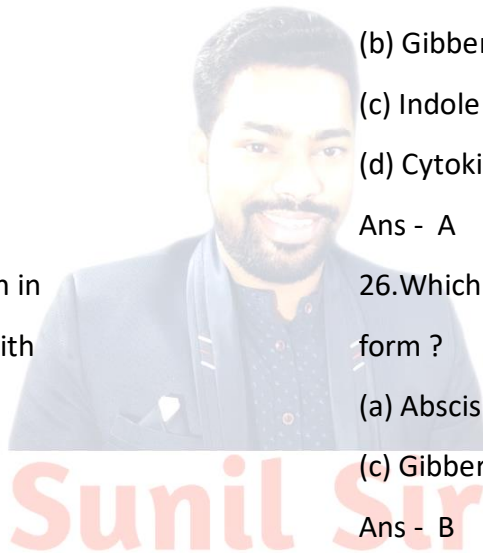 n in
ith
(b) Gibber
(c) Indole
(d) Cytoki
Ans - A
26.Which
form ?
(a) Abscis
(c) Gibber
Ans - B
Sunil Sir